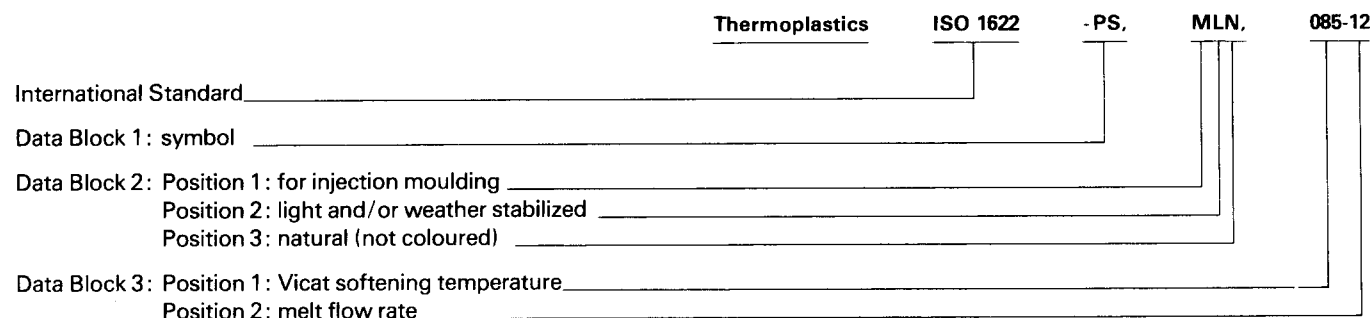 Thermoplastics ISO 1622 -PS, MLN, 085-12
International Standard
Data Block 1: symbol
Data Block 2: Position 1: for injection moulding
Position 2: light and/or weather stabilized
Position 3: natural (not coloured)
Data Block 3: Position 1: Vicat softening temperature
Position 2: melt flow rate